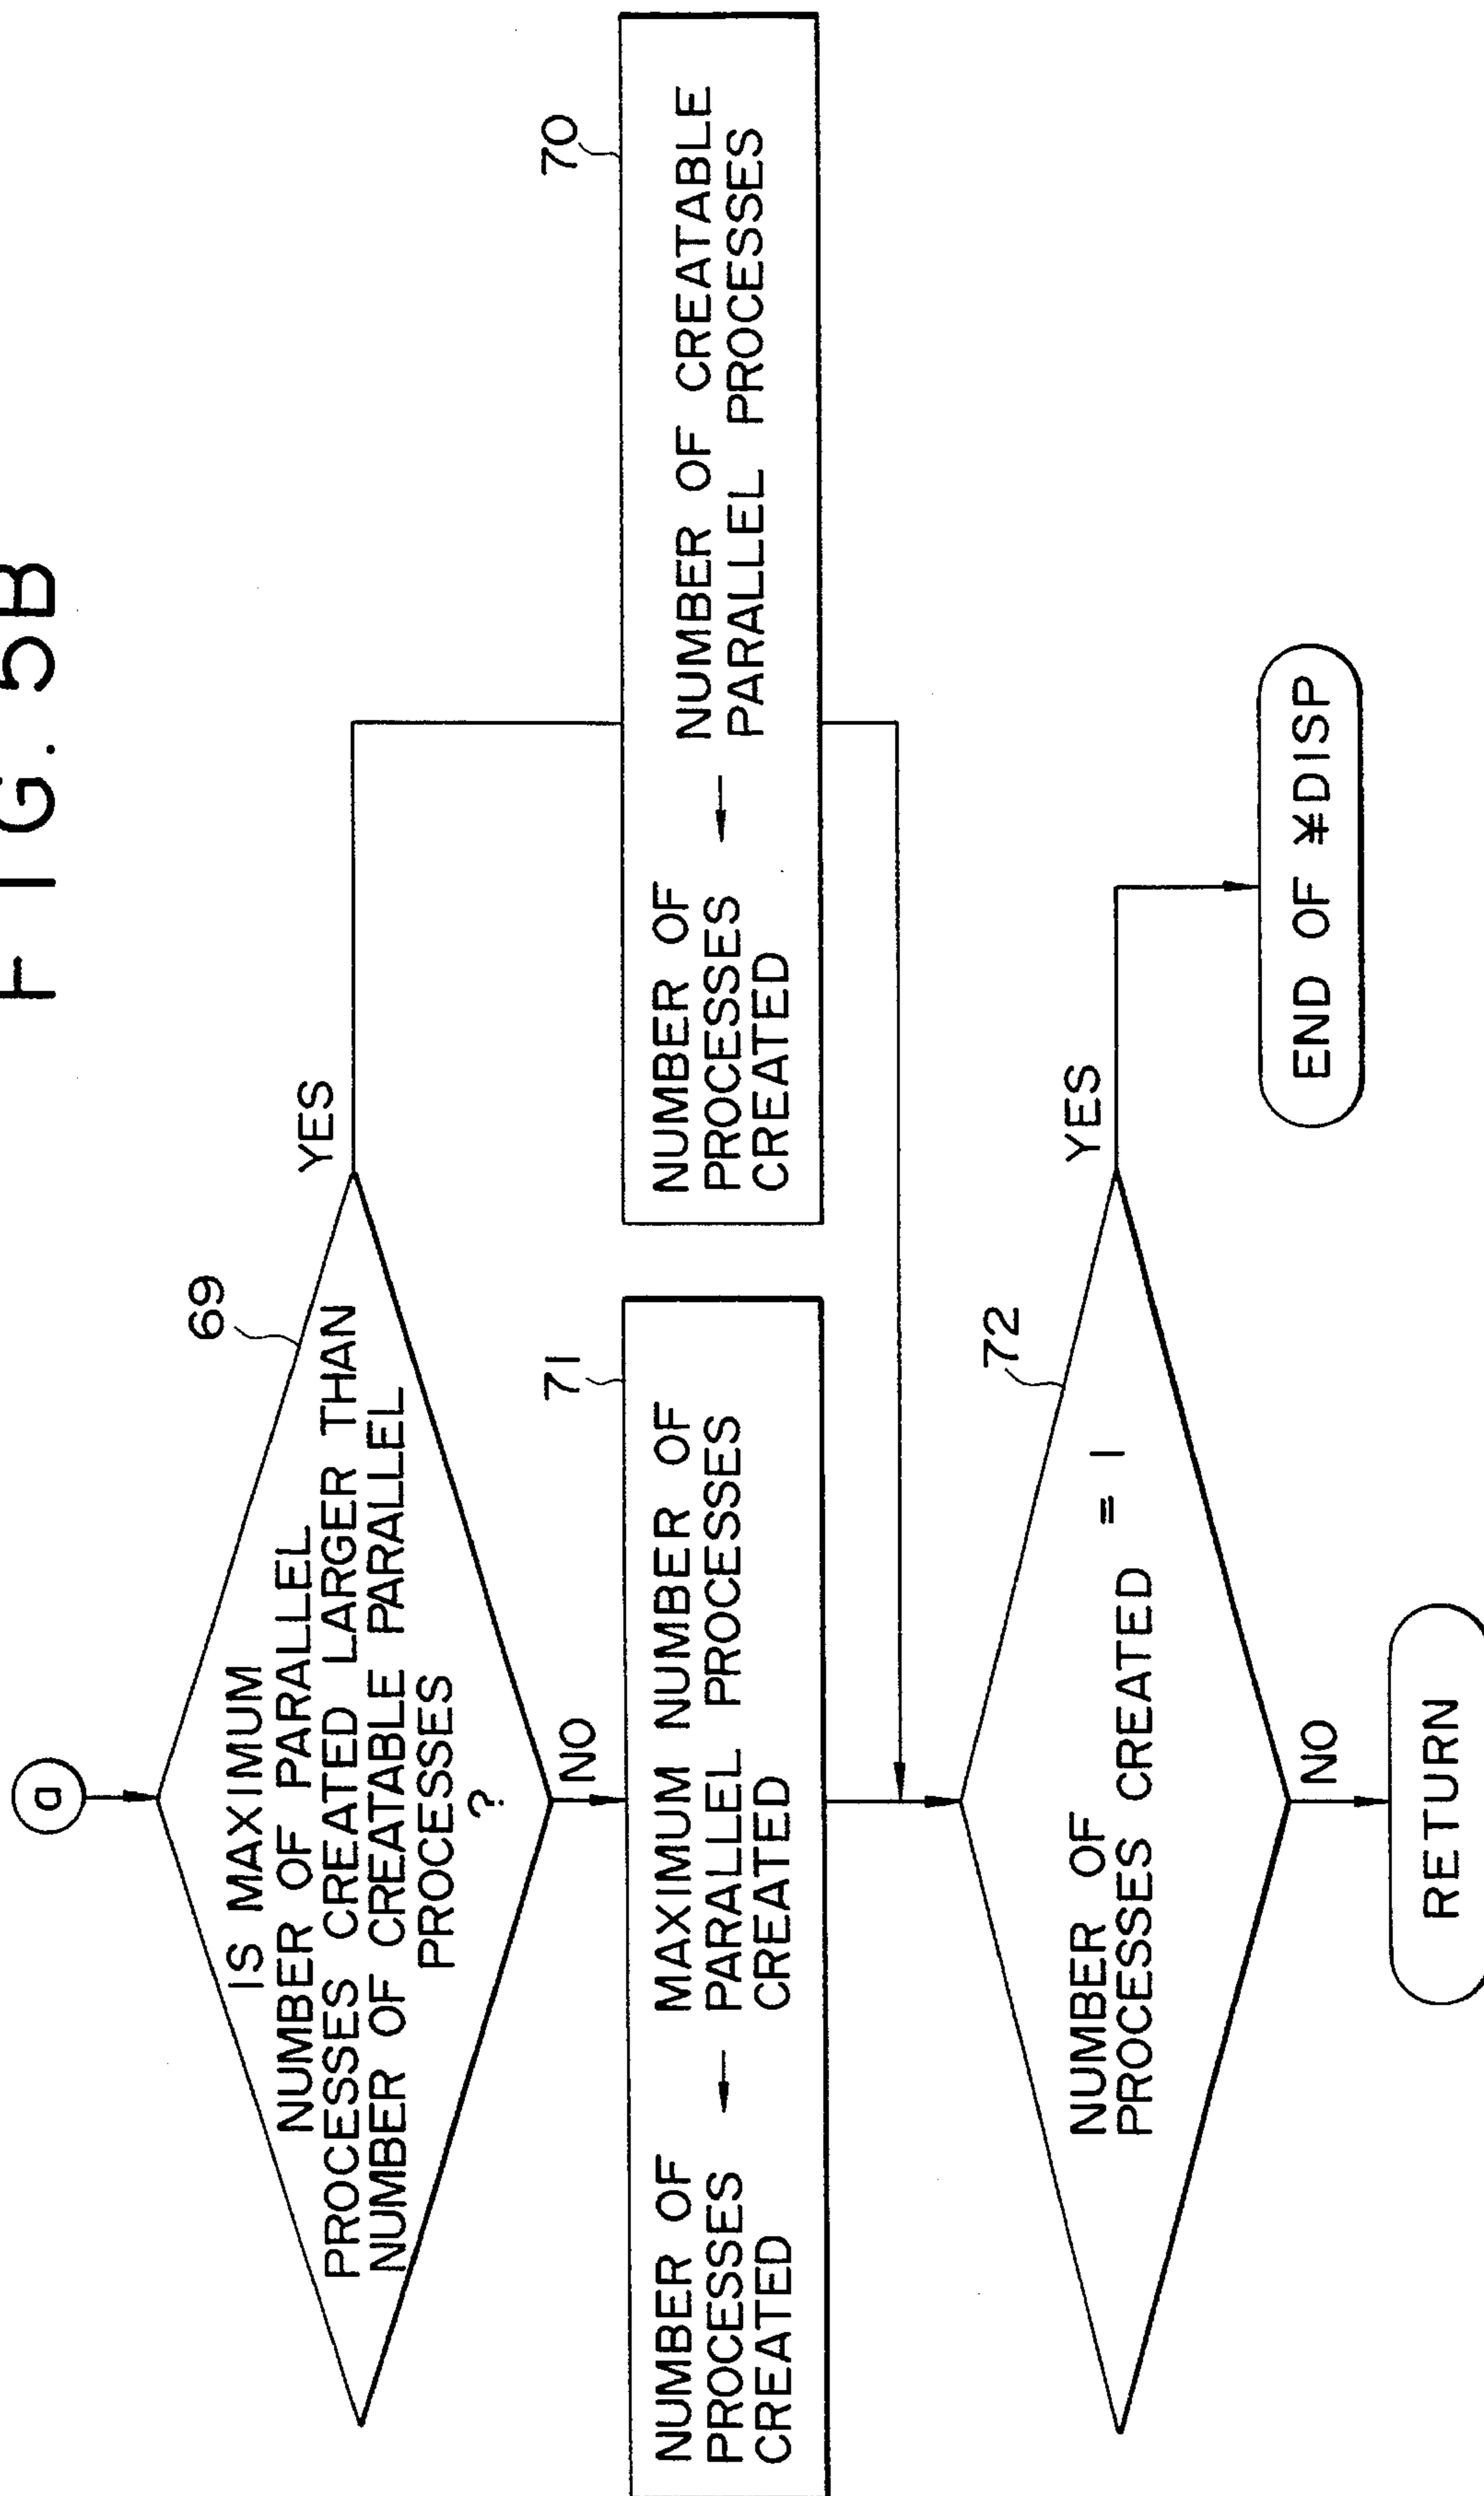 FIG. 5B
a
69
IS MAXIMUM
NUMBER OF PARALLEL
PROCESSES CREATED LARGER THAN
NUMBER OF CREATABLE PARALLEL
PROCESSES
?
YES
NO
71
NUMBER OF
PROCESSES
CREATED
←
MAXIMUM NUMBER OF
PARALLEL PROCESSES
CREATED
70
NUMBER OF
PROCESSES
CREATED
←
NUMBER OF CREATABLE
PARALLEL PROCESSES
72
NUMBER OF
PROCESSES CREATED = 1
YES
NO
END OF ¥DISP
RETURN